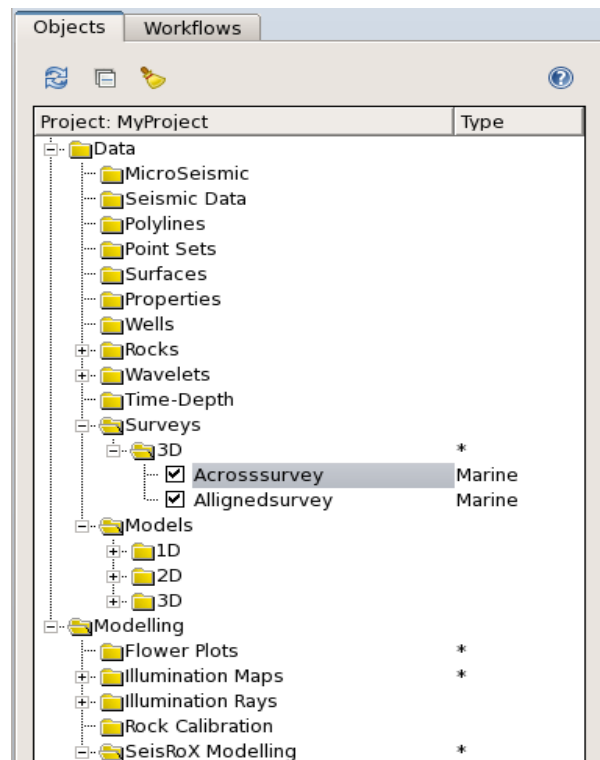 Objects Workflows
Project: MyProject Type
Data
MicroSeismic
Seismic Data
Polylines
Point Sets
Surfaces
Properties
Wells
Rocks
Wavelets
Time-Depth
Surveys
3D *
Acrosssurvey Marine
Allignedsurvey Marine
Models
1D
2D
3D
Modelling
Flower Plots *
Illumination Maps *
Illumination Rays
Rock Calibration
SeisRoX Modelling *